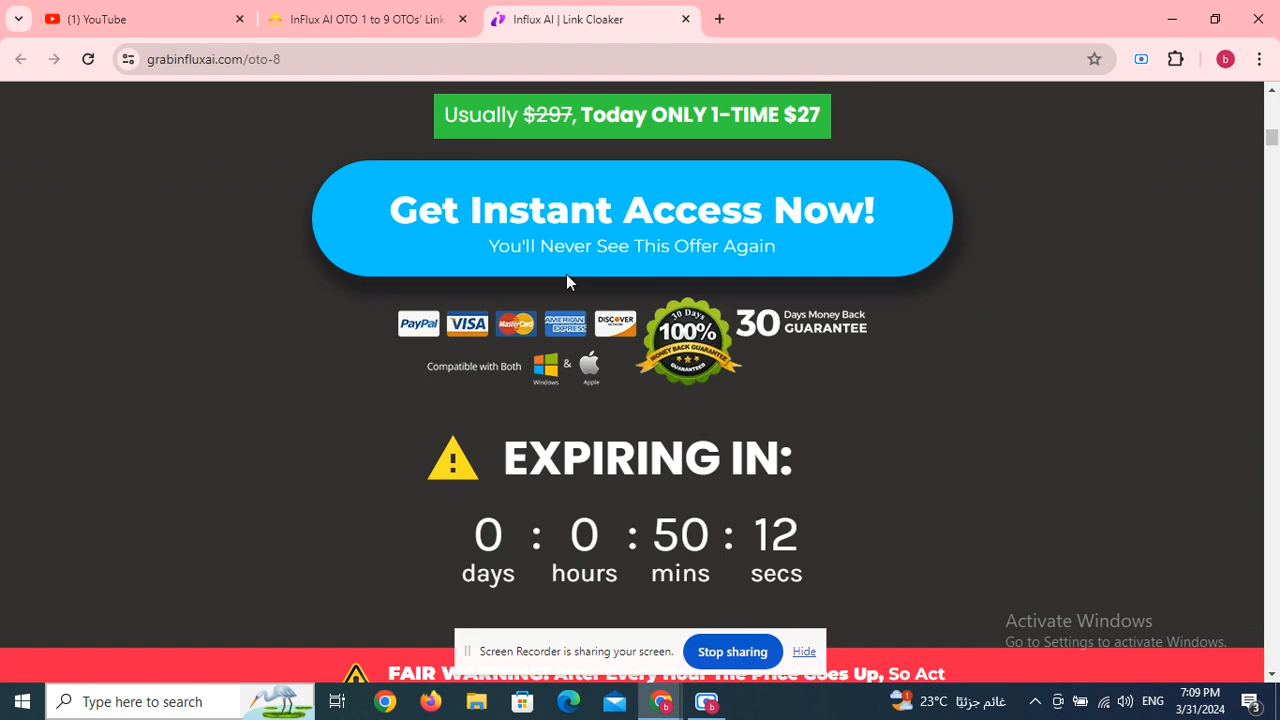 (1) YouTube
InFlux AI OTO 1 to 9 OTOs' Link
Influx AI | Link Cloaker
grabinfluxai.com/oto-8
b
Usually $297, Today ONLY 1-TIME $27
Get Instant Access Now!
You'll Never See This Offer Again
PayPal VISA MasterCard AMERICAN EXPRESS DISCOVER
30 Days
100%
MONEY BACK GUARANTEE
GUARANTEED
30 Days Money Back
GUARANTEE
Compatible with Both Windows & Apple
EXPIRING IN:
0 : 0 : 50 : 12
days hours mins secs
Activate Windows
Go to Settings to activate Windows.
Screen Recorder is sharing your screen. Stop sharing Hide
FAIR WARNING! After Every Hour The Price Goes Up, So Act
Type here to search
1
23°C غائم جزئيًا
ENG
7:09 PM
3/31/2024
3